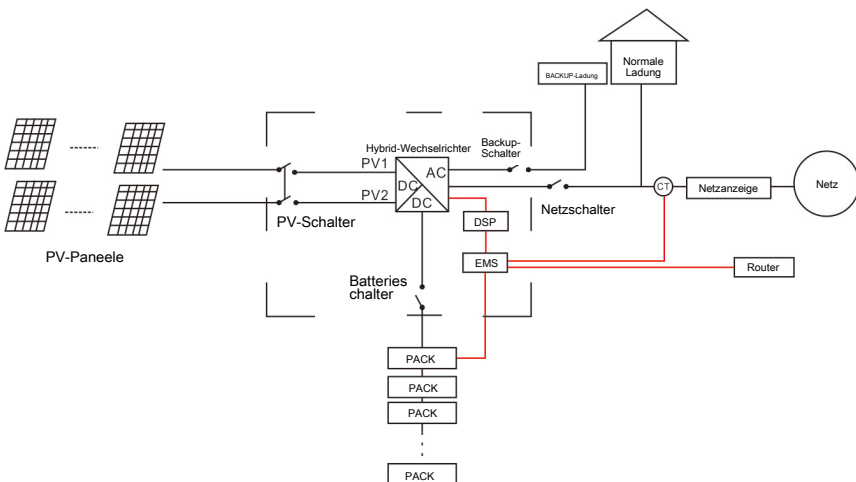 Normale
Ladung
BACKUP-Ladung
Hybrid-Wechselrichter
Backup-
Schalter
PV1
AC
DC
DC
PV2
PV-Schalter
PV-Paneele
Netzschalter
CT
Netzanzeige
Netz
DSP
EMS
Router
Batteries
chalter
PACK
PACK
PACK
PACK